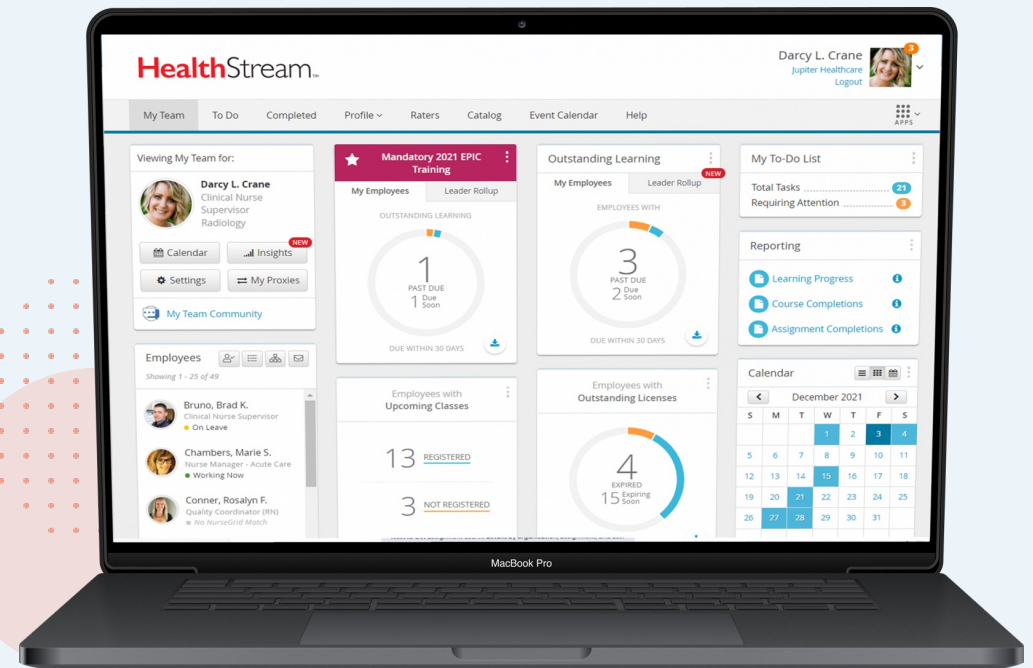 HealthStream™
Darcy L. Crane
3
Jupiter Healthcare
Logout
My Team
To Do
Completed
Profile
Raters
Catalog
Event Calendar
Help
APPS
Viewing My Team for:
Darcy L. Crane
Clinical Nurse
Supervisor
Radiology
Calendar
Insights
NEW
Settings
My Proxies
My Team Community
Employees
Showing 1 - 25 of 49
Bruno, Brad K.
Clinical Nurse Supervisor
On Leave
Chambers, Marie S.
Nurse Manager - Acute Care
Working Now
Conner, Rosalyn F.
Quality Coordinator (RN)
No NurseGrid Match
Mandatory 2021 EPIC
Training
My Employees
Leader Rollup
OUTSTANDING LEARNING
1
PAST DUE
1 Due
Soon
DUE WITHIN 30 DAYS
Employees with
Upcoming Classes
13 REGISTERED
3 NOT REGISTERED
Outstanding Learning
NEW
My Employees
Leader Rollup
EMPLOYEES WITH
3
PAST DUE
2 Due
Soon
DUE WITHIN 30 DAYS
Employees with
Outstanding Licenses
4
EXPIRED
15 Expiring
Soon
My To-Do List
Total Tasks 21
Requiring Attention 3
Reporting
Learning Progress
Course Completions
Assignment Completions
Calendar
December 2021
S M T W T F S
1 2 3 4
5 6 7 8 9 10 11
12 13 14 15 16 17 18
19 20 21 22 23 24 25
26 27 28 29 30 31
MacBook Pro